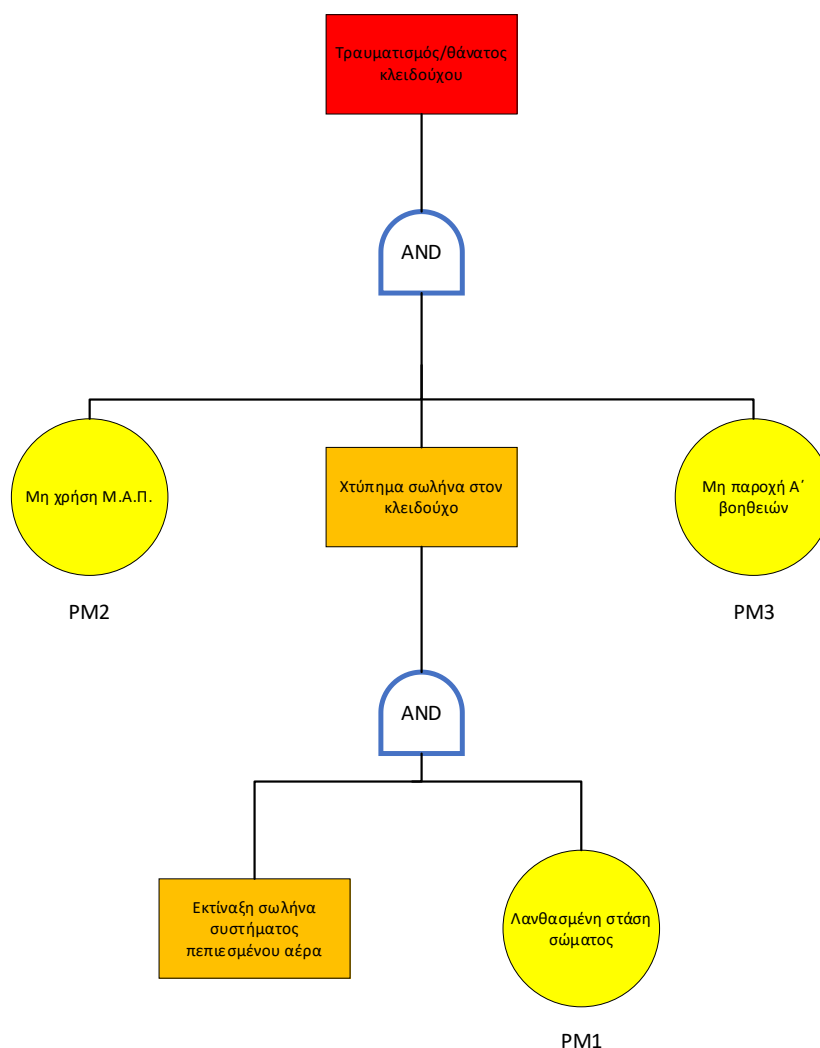 Τραυματισμός/θάνατος
κλειδούχου
AND
Μη χρήση Μ.Α.Π.
Χτύπημα σωλήνα στον
κλειδούχο
Μη παροχή Α΄
βοηθειών
PM2
PM3
AND
Εκτίναξη σωλήνα
συστήματος
πεπιεσμένου αέρα
Λανθασμένη στάση
σώματος
PM1